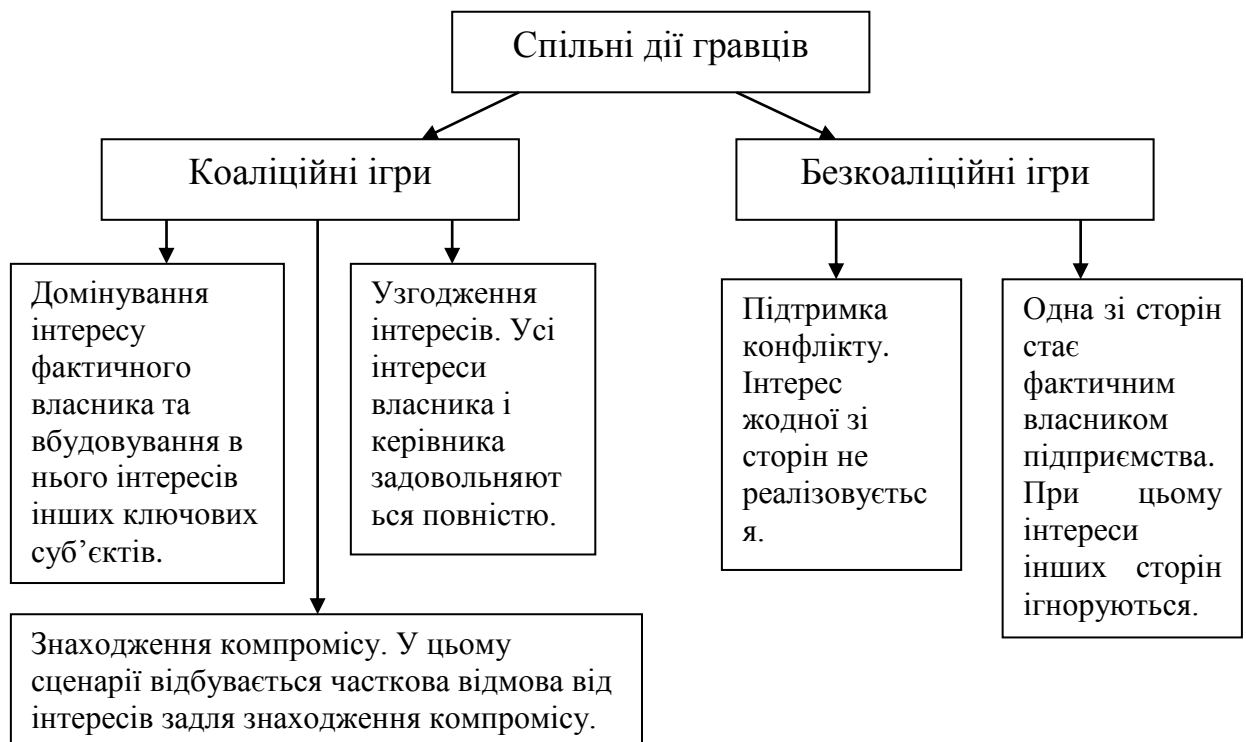 Спільні дії гравців
Коаліційні ігри
Безкоаліційні ігри
Домінування
інтересу
фактичного
власника та
вбудовування в
нього інтересів
інших ключових
суб’єктів.
Узгодження
інтересів. Усі
інтереси
власника і
керівника
задовольняют
ься повністю.
Підтримка
конфлікту.
Інтерес
жодної зі
сторін не
реалізовуєтьс
я.
Одна зі сторін
стає
фактичним
власником
підприємства.
При цьому
інтереси
інших сторін
ігноруються.
Знаходження компромісу. У цьому
сценарії відбувається часткова відмова від
інтересів задля знаходження компромісу.